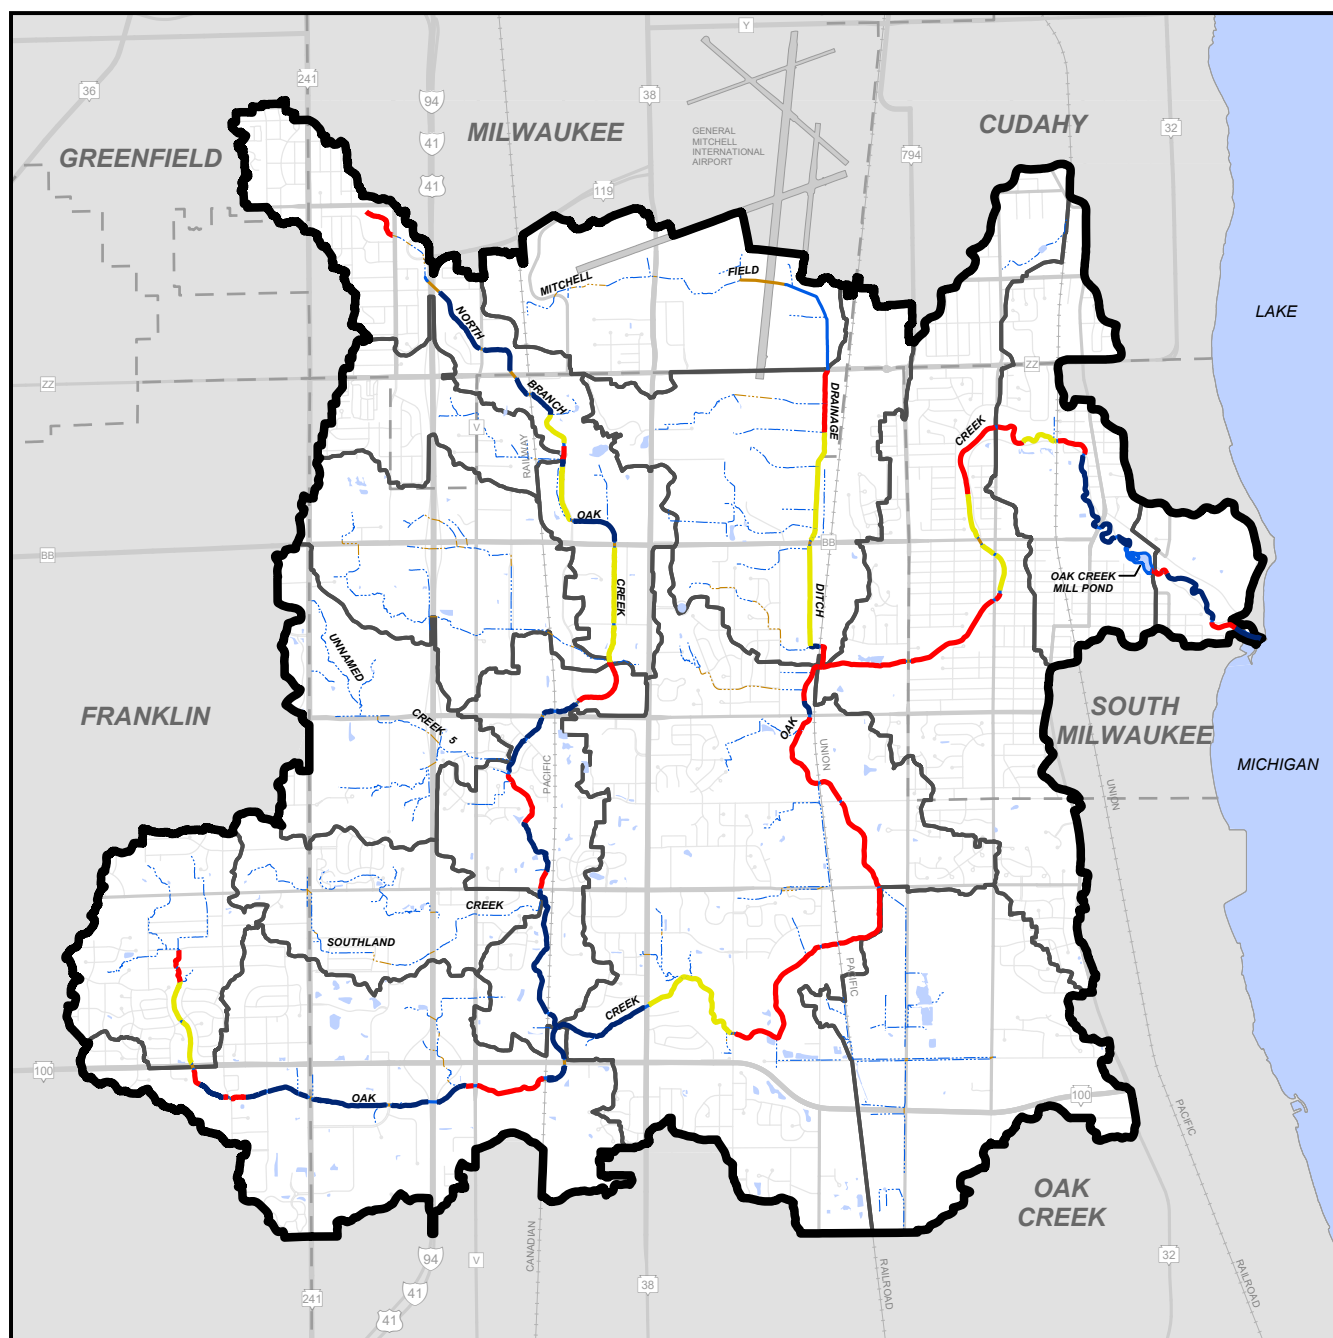 Y
36
241
94
38
MILWAUKEE
CUDAHY
GENERAL
MITCHELL
INTERNATIONAL
AIRPORT
32
41
GREENFIELD
794
41
119
MITCHELL
FIELD
NORTH
LAKE
ZZ
ZZ
BRANCH
DRAINAGE
V
CREEK
RAILWAY
OAK
BB
BB
OAK CREEK
MILL POND
CREEK
DITCH
UNNAMED
FRANKLIN
CREEK 5
OAK
SOUTH
MILWAUKEE
UNION
PACIFIC
MICHIGAN
UNION
CREEK
SOUTHLAND
PACIFIC
CREEK
100
OAK
100
PACIFIC
OAK
CREEK
CANADIAN
94
V
38
32
RAILROAD
RAILROAD
41
241
41